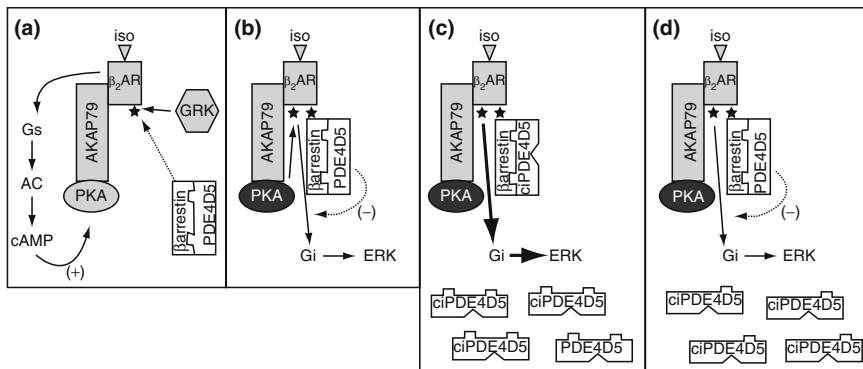 (a)
iso
β₂AR
AKAP79
GRK
Gs
AC
cAMP
PKA
(+)
βarrestin
PDE4D5
(b)
iso
β₂AR
AKAP79
βarrestin
PDE4D5
PKA
(−)
Gi
ERK
(c)
iso
β₂AR
AKAP79
βarrestin
ciPDE4D5
PKA
Gi
ERK
ciPDE4D5
ciPDE4D5
ciPDE4D5
PDE4D5
(d)
iso
β₂AR
AKAP79
βarrestin
PDE4D5
PKA
(−)
Gi
ERK
ciPDE4D5
ciPDE4D5
ciPDE4D5
ciPDE4D5